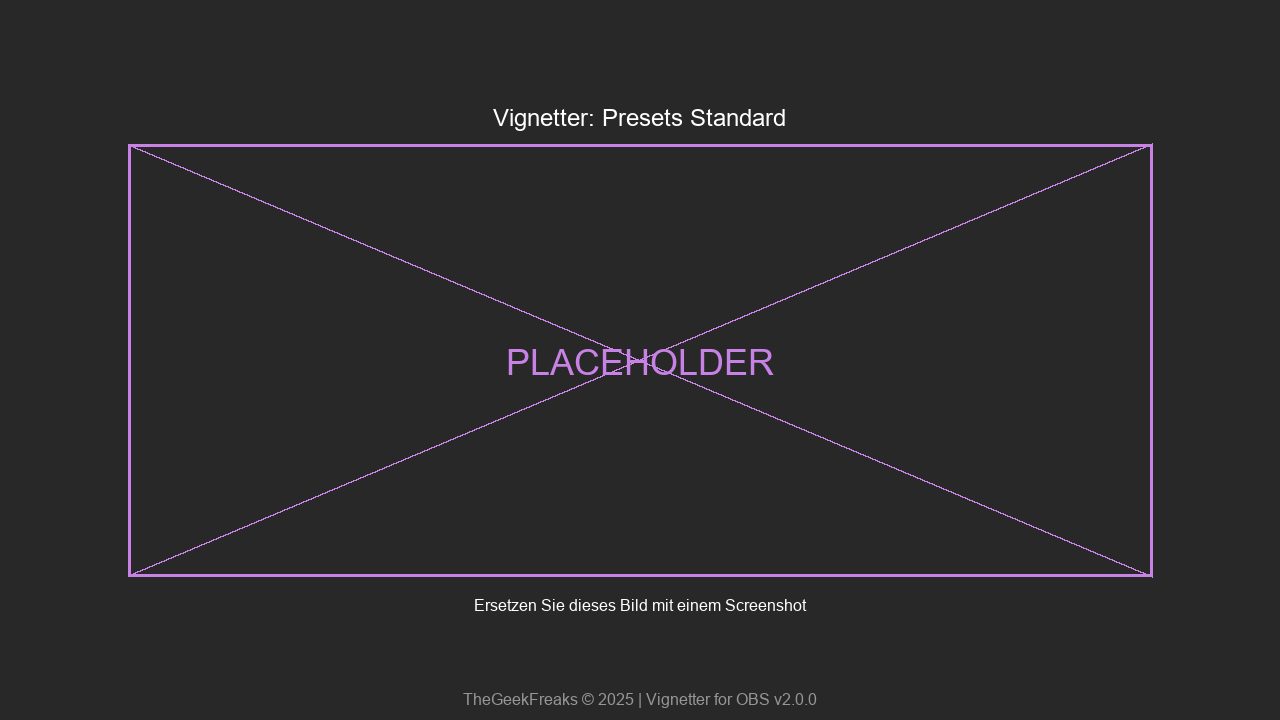 Vignetter: Presets Standard
PLACEHOLDER
Ersetzen Sie dieses Bild mit einem Screenshot
TheGeekFreaks © 2025 | Vignetter for OBS v2.0.0